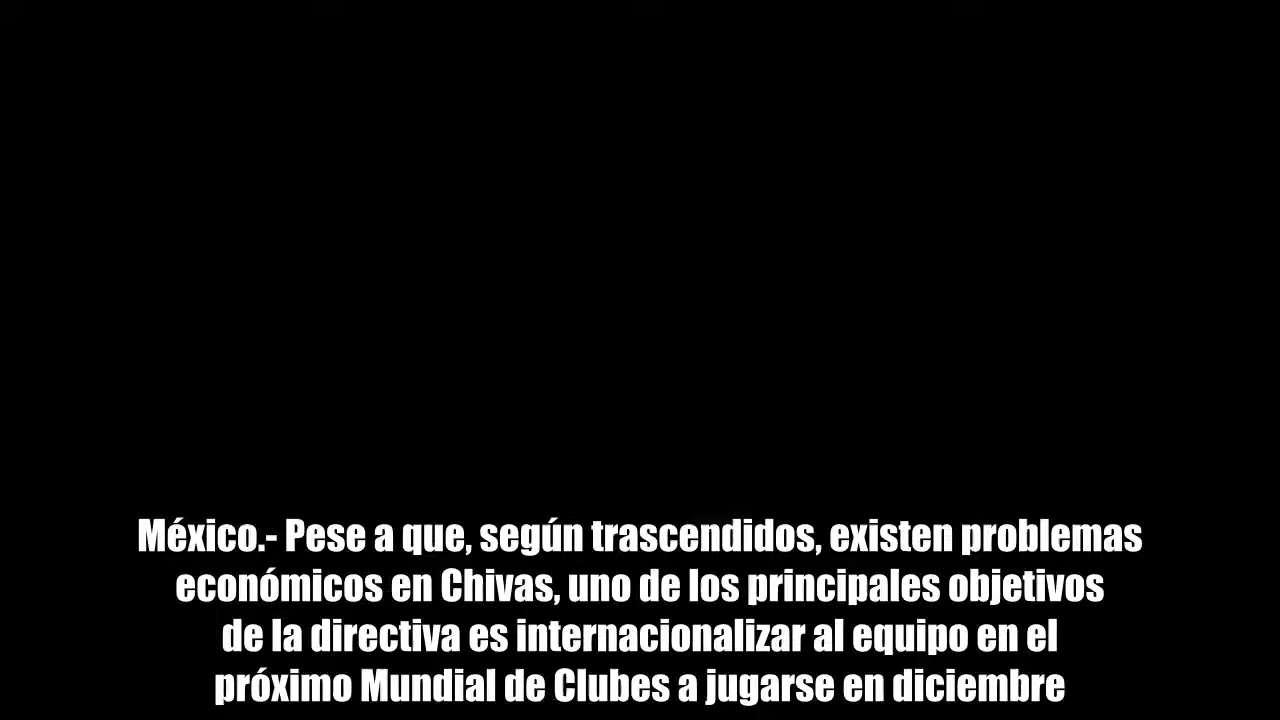 México.- Pese a que, según trascendidos, existen problemas
económicos en Chivas, uno de los principales objetivos
de la directiva es internacionalizar al equipo en el
próximo Mundial de Clubes a jugarse en diciembre